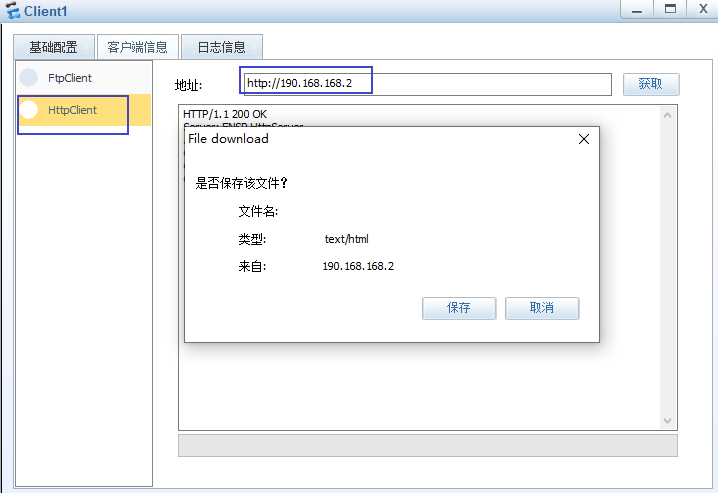 Client1
基础配置
客户端信息
日志信息
FtpClient
HttpClient
地址:
http://190.168.168.2
获取
HTTP/1.1 200 OK
Server: ENSP HttpServer
File download
是否保存该文件?
文件名:
类型:
text/html
来自:
190.168.168.2
保存
取消